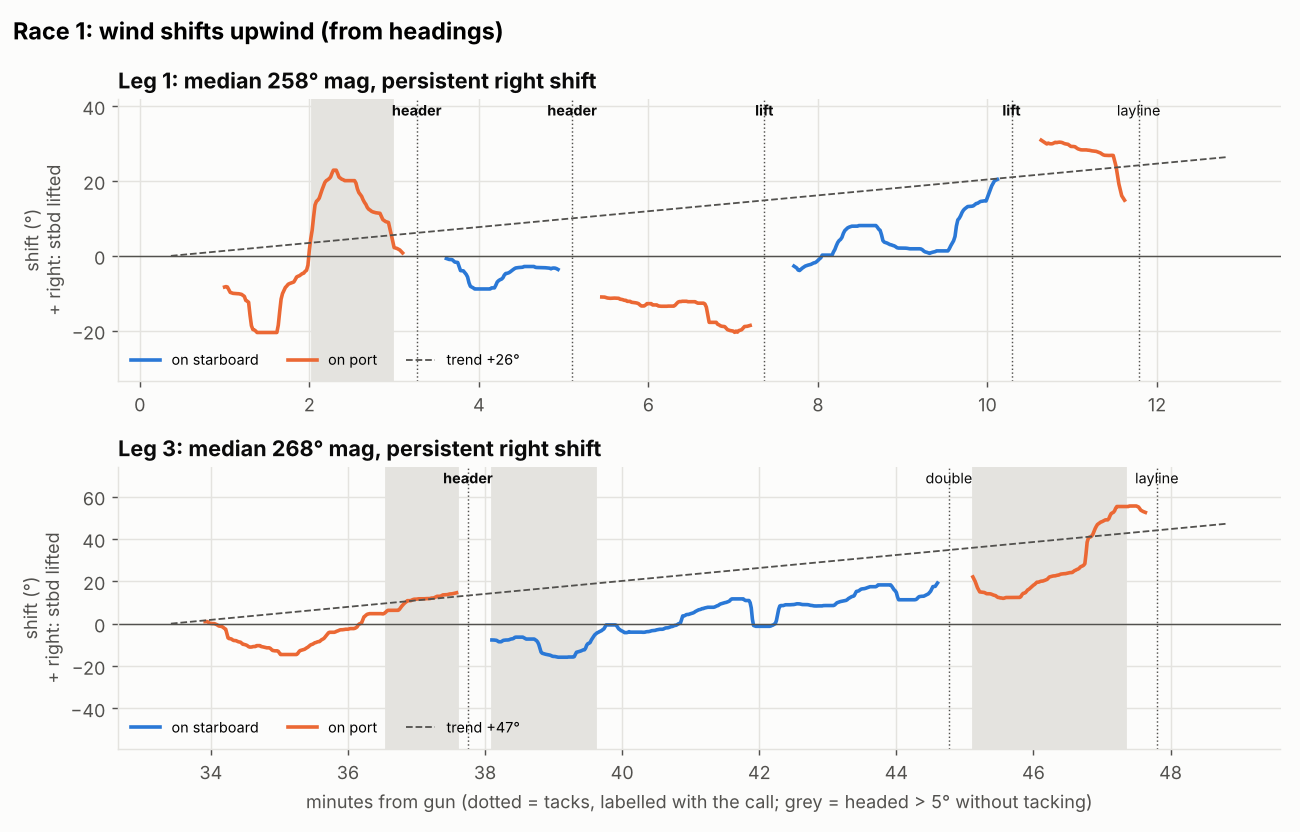 Race 1: wind shifts upwind (from headings)
Leg 1: median 258° mag, persistent right shift
header header lift lift layline
40
20
0
−20
shift (°)
+ right: stbd lifted
on starboard on port trend +26°
0 2 4 6 8 10 12
Leg 3: median 268° mag, persistent right shift
header double layline
60
40
20
0
−20
−40
shift (°)
+ right: stbd lifted
on starboard on port trend +47°
34 36 38 40 42 44 46 48
minutes from gun (dotted = tacks, labelled with the call; grey = headed > 5° without tacking)